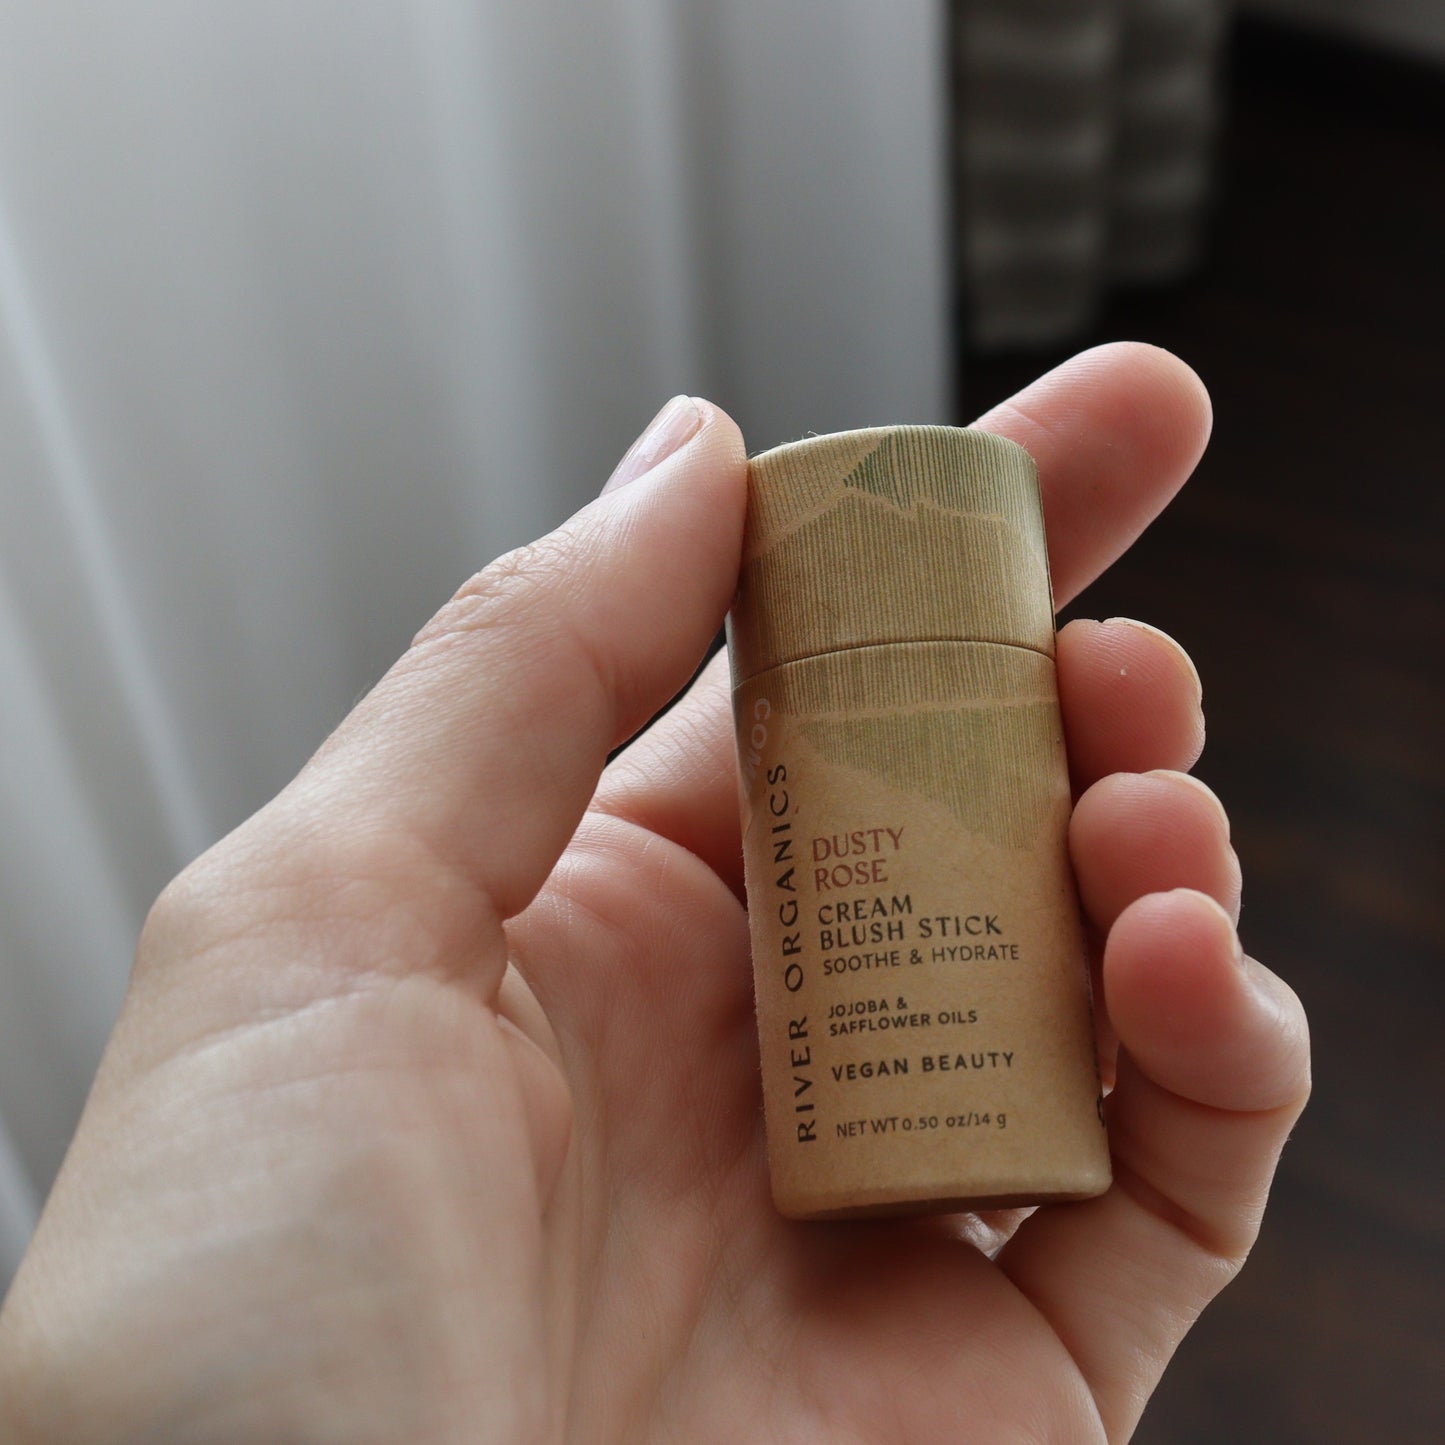 RIVER ORGANICS
DUSTY
ROSE
CREAM
BLUSH STICK
SOOTHE & HYDRATE
JOJOBA &
SAFFLOWER OILS
VEGAN BEAUTY
NET WT 0.50 oz/14 g